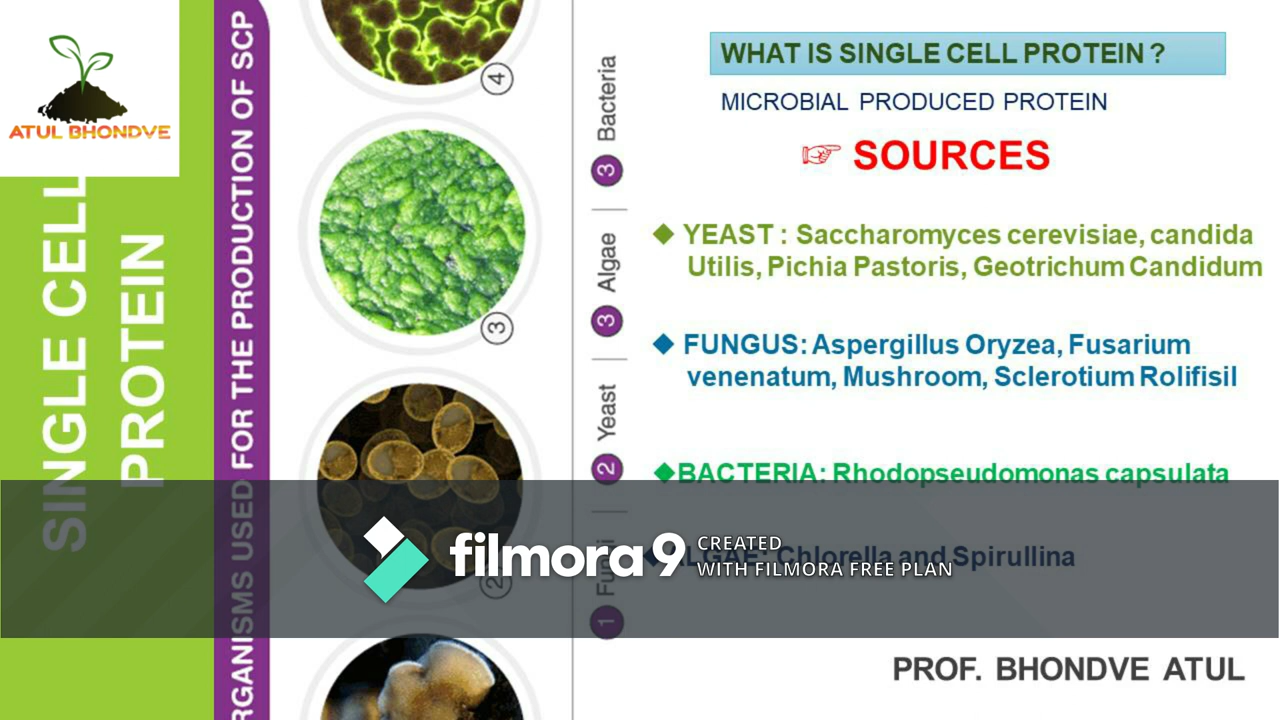 ATUL BHONDVE
SINGLE CELL
PROTEIN
RGANISMS USED FOR THE PRODUCTION OF SCP
4
3
2
3 Bacteria
3 Algae
2 Yeast
1 Fungi
WHAT IS SINGLE CELL PROTEIN ?
MICROBIAL PRODUCED PROTEIN
☞ SOURCES
◆ YEAST : Saccharomyces cerevisiae, candida
Utilis, Pichia Pastoris, Geotrichum Candidum
◆ FUNGUS: Aspergillus Oryzea, Fusarium
venenatum, Mushroom, Sclerotium Rolifisil
◆BACTERIA: Rhodopseudomonas capsulata
◆ALGAE: Chlorella and Spirullina
filmora9 CREATED
WITH FILMORA FREE PLAN
PROF. BHONDVE ATUL